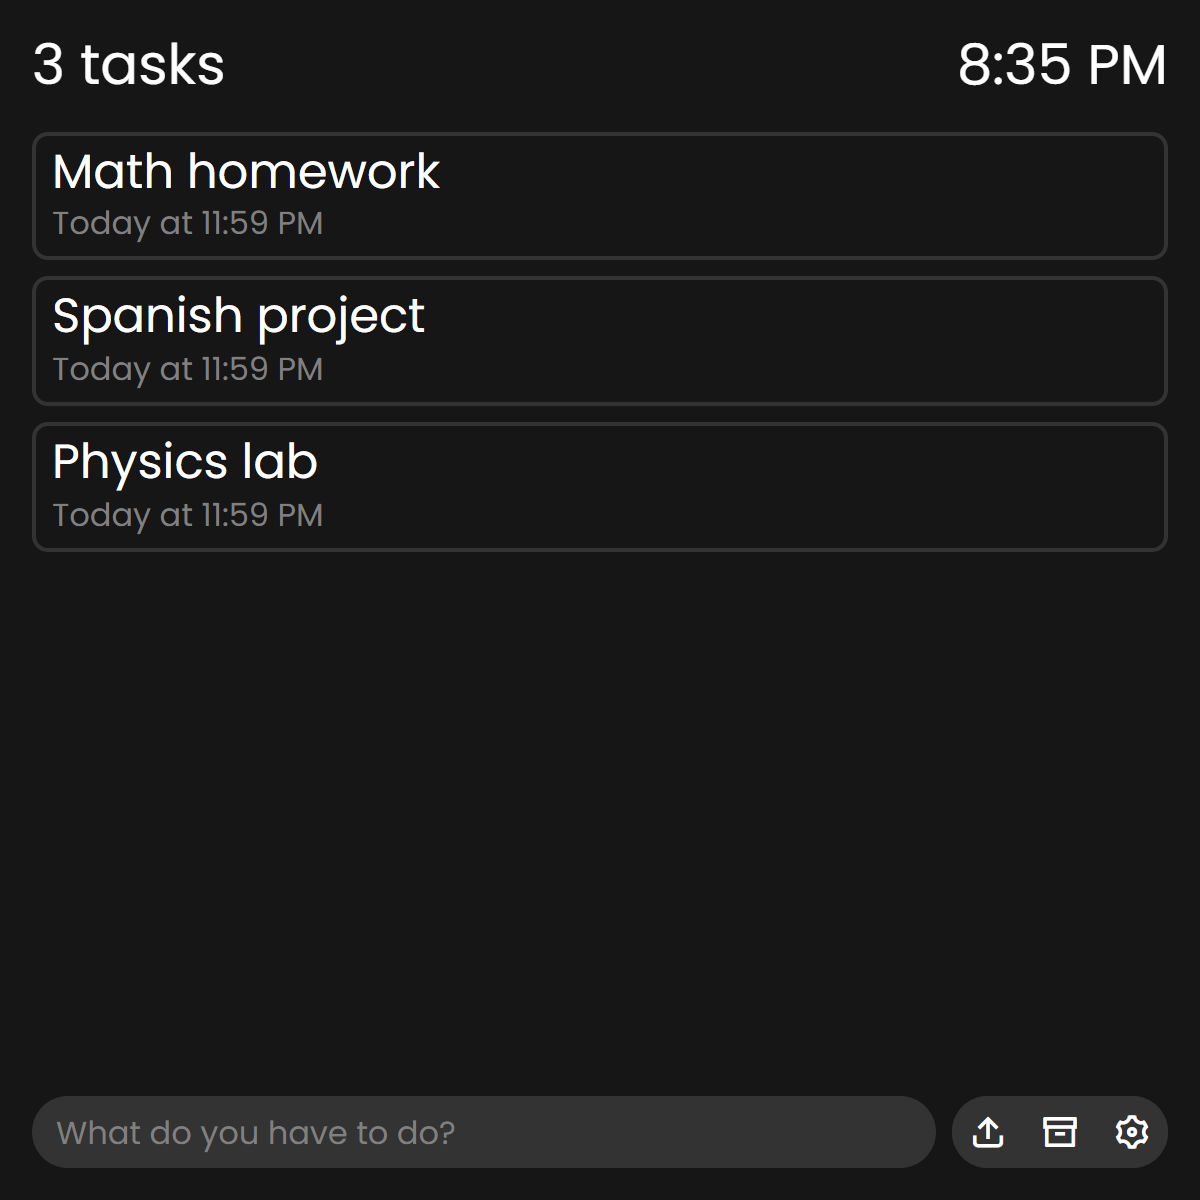 3 tasks
8:35 PM
Math homework
Today at 11:59 PM
Spanish project
Today at 11:59 PM
Physics lab
Today at 11:59 PM
What do you have to do?